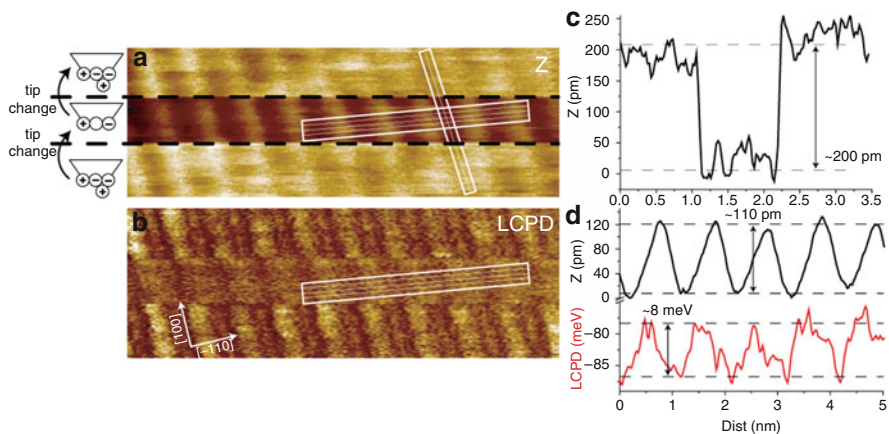 a
Z
tip
change
tip
change
b
LCPD
[001]
[−110]
c
Z (pm)
250
200
150
100
50
0
~200 pm
0.0 0.5 1.0 1.5 2.0 2.5 3.0 3.5
d
~110 pm
Z (pm)
120
80
40
0
~8 meV
LCPD (meV)
−80
−85
0 1 2 3 4 5
Dist (nm)